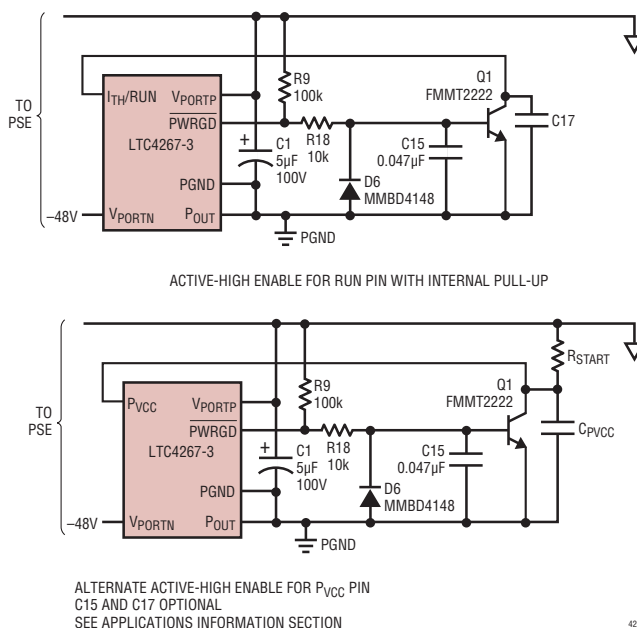 TO
PSE
I_TH/RUN
V_PORTP
P̅W̅R̅G̅D̅
LTC4267-3
PGND
V_PORTN
P_OUT
–48V
R9
100k
R18
10k
+
C1
5µF
100V
D6
MMBD4148
C15
0.047µF
Q1
FMMT2222
C17
PGND
ACTIVE-HIGH ENABLE FOR RUN PIN WITH INTERNAL PULL-UP
TO
PSE
P_VCC
V_PORTP
P̅W̅R̅G̅D̅
LTC4267-3
PGND
V_PORTN
P_OUT
–48V
R9
100k
R18
10k
+
C1
5µF
100V
D6
MMBD4148
C15
0.047µF
Q1
FMMT2222
R_START
C_PVCC
PGND
ALTERNATE ACTIVE-HIGH ENABLE FOR P_VCC PIN
C15 AND C17 OPTIONAL
SEE APPLICATIONS INFORMATION SECTION